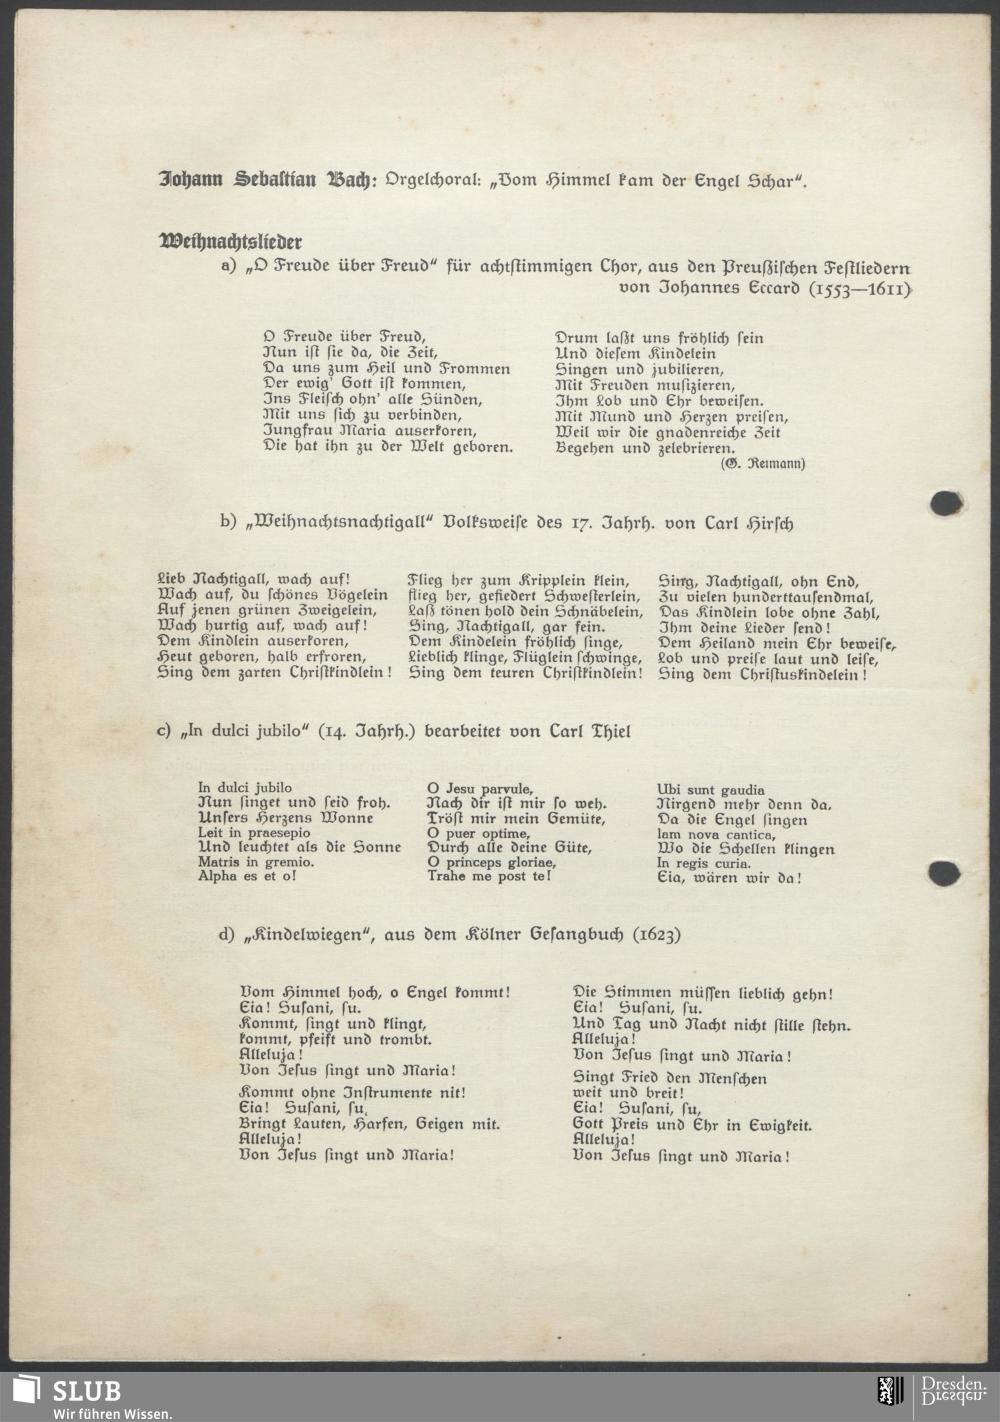 Johann Sebastian Bach: Orgelchoral: „Vom Himmel kam der Engel Schar“.
Weihnachtslieder
a) „O Freude über Freud“ für achtstimmigen Chor, aus den Preußischen Festliedern
von Johannes Eccard (1553—1611)
O Freude über Freud,
Nun ist sie da, die Zeit,
Da uns zum Heil und Frommen
Der ewig' Gott ist kommen,
Ins Fleisch ohn' alle Sünden,
Mit uns sich zu verbinden,
Jungfrau Maria auserkoren,
Die hat ihn zu der Welt geboren.
Drum laßt uns fröhlich sein
Und diesem Kindelein
Singen und jubilieren,
Mit Freuden musizieren,
Ihm Lob und Ehr beweisen.
Mit Mund und Herzen preisen,
Weil wir die gnadenreiche Zeit
Begehen und zelebrieren.
(G. Reimann)
b) „Weihnachtsnachtigall“ Volksweise des 17. Jahrh. von Carl Hirsch
Lieb Nachtigall, wach auf!
Wach auf, du schönes Vögelein
Auf jenen grünen Zweigelein,
Wach hurtig auf, wach auf!
Dem Kindlein auserkoren,
Heut geboren, halb erfroren,
Sing dem zarten Christkindlein!
Flieg her zum Kripplein klein,
flieg her, gefiedert Schwesterlein,
Laß tönen hold dein Schnäbelein,
Sing, Nachtigall, gar fein.
Dem Kindelein fröhlich singe,
Lieblich klinge, Flüglein schwinge,
Sing dem teuren Christkindlein!
Sing, Nachtigall, ohn End,
Zu vielen hunderttausendmal,
Das Kindlein lobe ohne Zahl,
Ihm deine Lieder send!
Dem Heiland mein Ehr beweise,
Lob und preise laut und leise,
Sing dem Christuskindelein!
c) „In dulci jubilo“ (14. Jahrh.) bearbeitet von Carl Thiel
In dulci jubilo
Nun singet und seid froh.
Unsers Herzens Wonne
Leit in praesepio
Und leuchtet als die Sonne
Matris in gremio.
Alpha es et o!
O Jesu parvule,
Nach dir ist mir so weh.
Tröst mir mein Gemüte,
O puer optime,
Durch alle deine Güte,
O princeps gloriae,
Trahe me post te!
Ubi sunt gaudia
Nirgend mehr denn da,
Da die Engel singen
Iam nova cantica,
Wo die Schellen klingen
In regis curia.
Eia, wären wir da!
d) „Kindelwiegen“, aus dem Kölner Gesangbuch (1623)
Vom Himmel hoch, o Engel kommt!
Eia! Susani, su.
Kommt, singt und klingt,
kommt, pfeift und trombt.
Alleluja!
Von Jesus singt und Maria!
Kommt ohne Instrumente nit!
Eia! Susani, su,
Bringt Lauten, Harfen, Geigen mit.
Alleluja!
Von Jesus singt und Maria!
Die Stimmen müssen lieblich gehn!
Eia! Susani, su.
Und Tag und Nacht nicht stille stehn.
Alleluja!
Von Jesus singt und Maria!
Singt Fried den Menschen
weit und breit!
Eia! Susani, su,
Gott Preis und Ehr in Ewigkeit.
Alleluja!
Von Jesus singt und Maria!
SLUB
Wir führen Wissen.
Dresden.
Dresden.